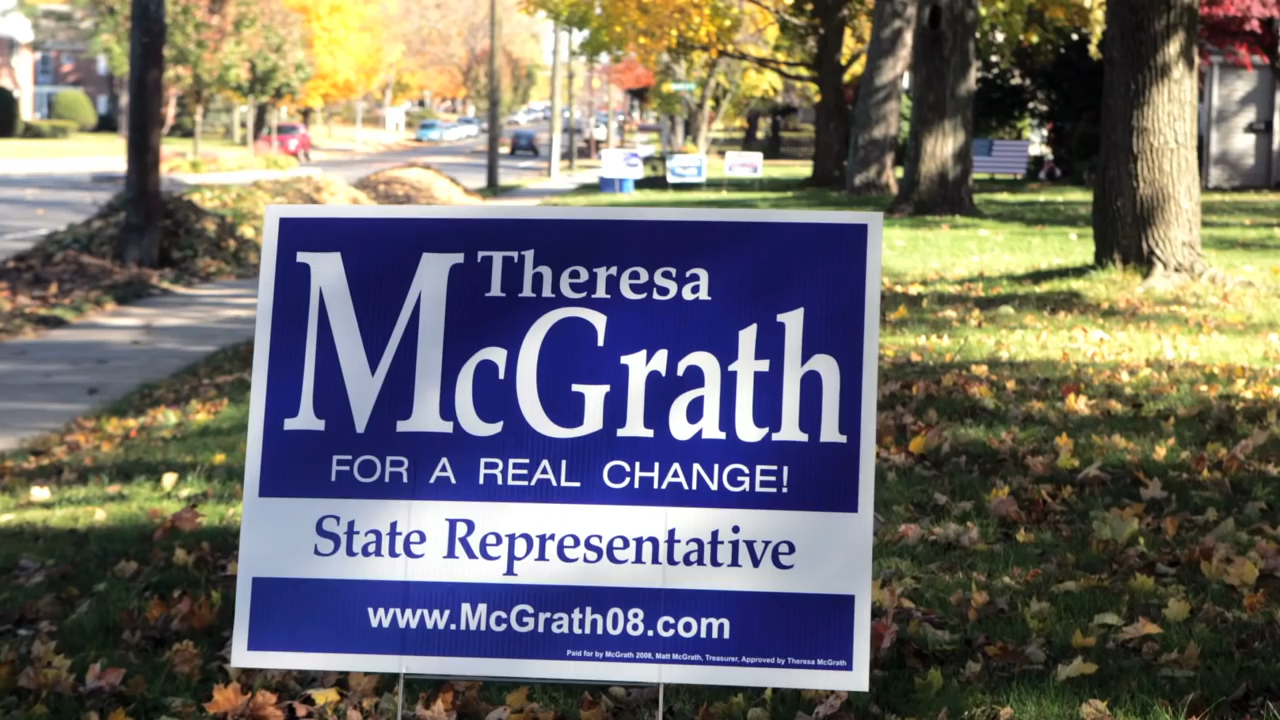 Theresa
McGrath
FOR A REAL CHANGE!
State Representative
www.McGrath08.com
Paid for by McGrath 2008, Matt McGrath, Treasurer, Approved by Theresa McGrath